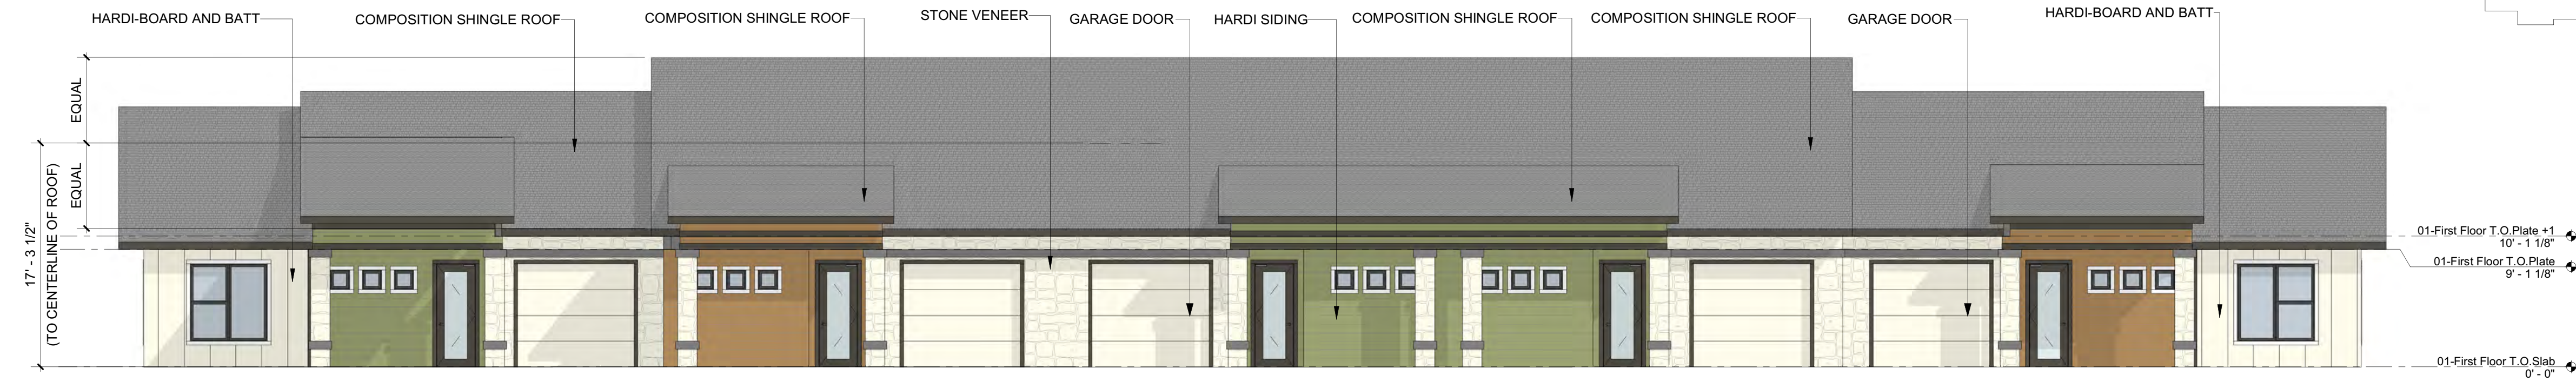 HARDI-BOARD AND BATT
COMPOSITION SHINGLE ROOF
COMPOSITION SHINGLE ROOF
STONE VENEER
GARAGE DOOR
HARDI SIDING
COMPOSITION SHINGLE ROOF
COMPOSITION SHINGLE ROOF
GARAGE DOOR
HARDI-BOARD AND BATT
EQUAL
EQUAL
17' - 3 1/2"
(TO CENTERLINE OF ROOF)
01-First Floor T.O.Plate +1
10' - 1 1/8"
01-First Floor T.O.Plate
9' - 1 1/8"
01-First Floor T.O.Slab
0' - 0"